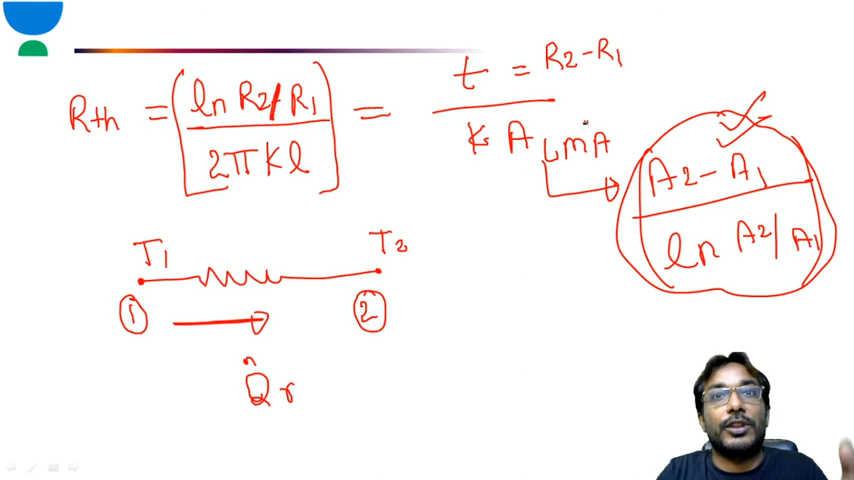 Rth = (ln R2/R1 / 2πKl) = t = R2-R1 / K A LMA
A2 - A1 / ln A2/A1
T1 T2
1 2
Q r